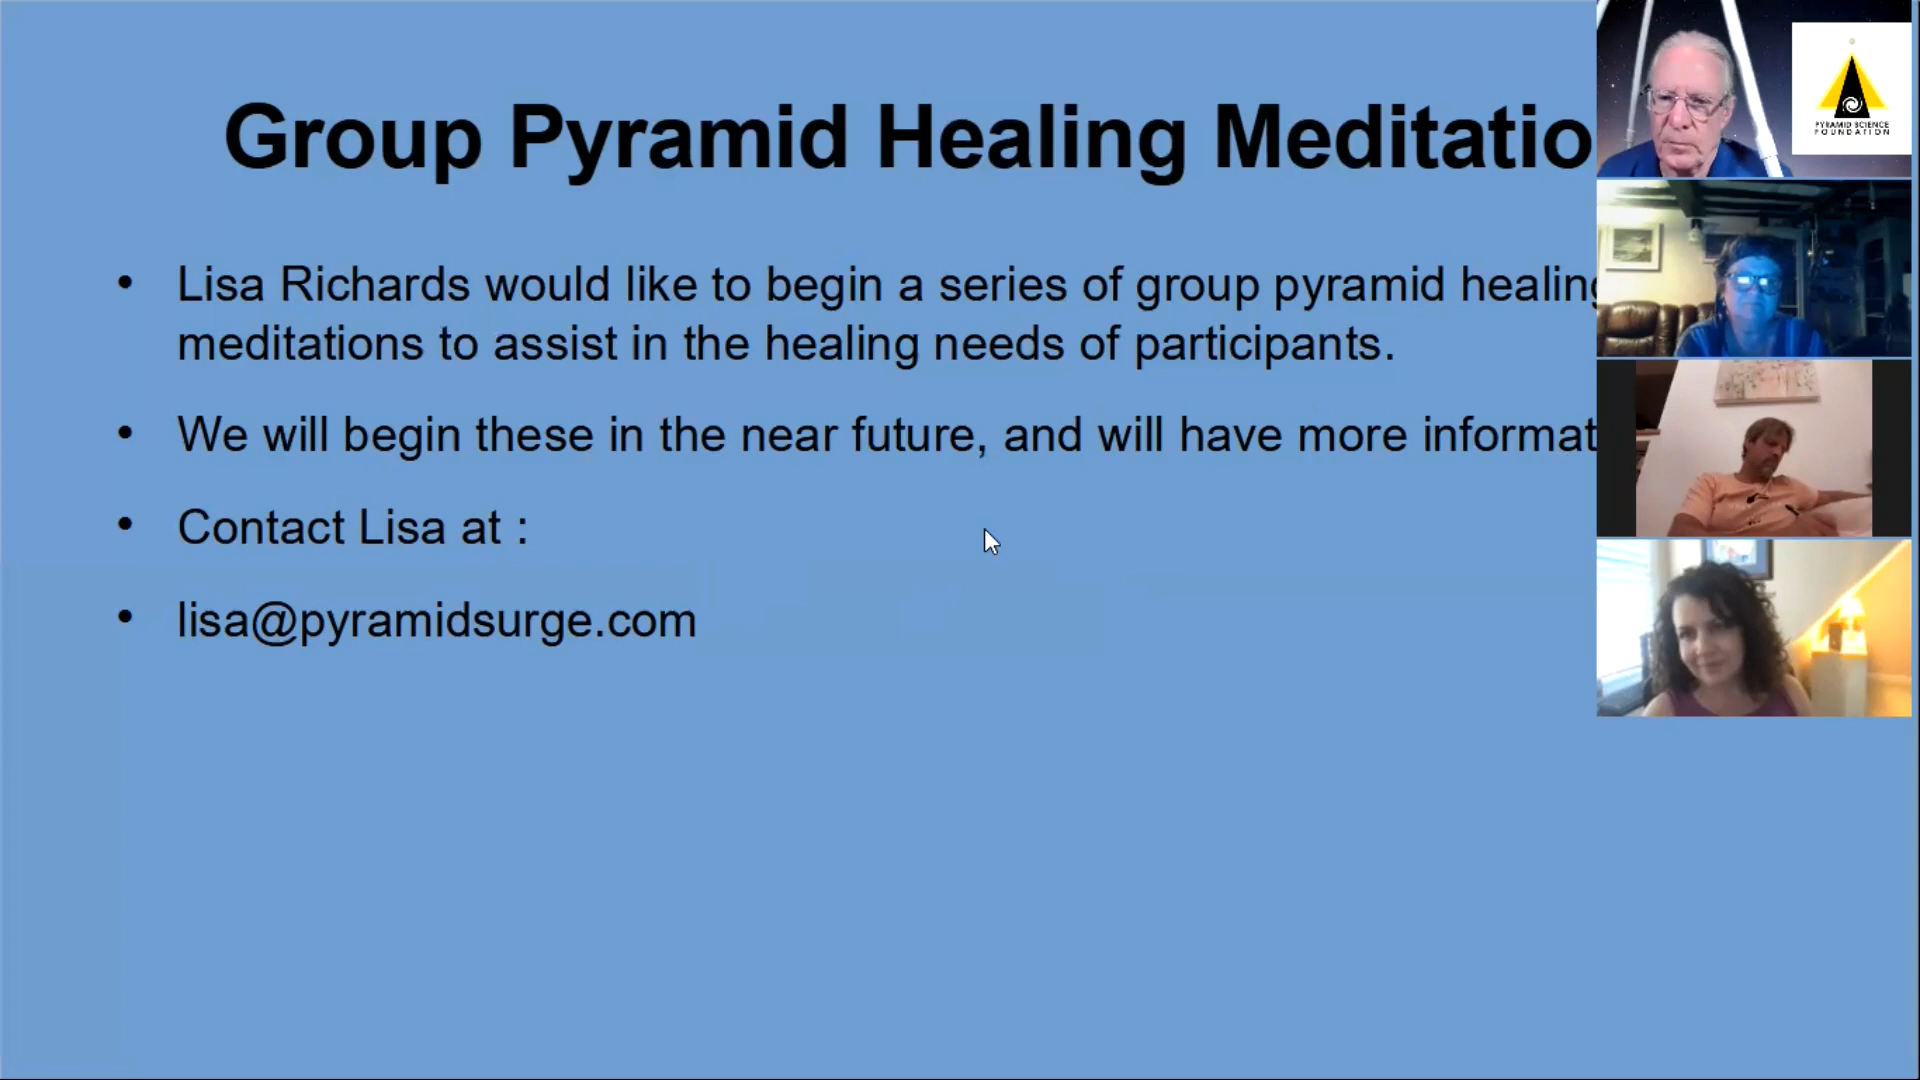 Group Pyramid Healing Meditatio
Lisa Richards would like to begin a series of group pyramid healing
meditations to assist in the healing needs of participants.
We will begin these in the near future, and will have more informat
Contact Lisa at :
lisa@pyramidsurge.com
PYRAMID SCIENCE
FOUNDATION